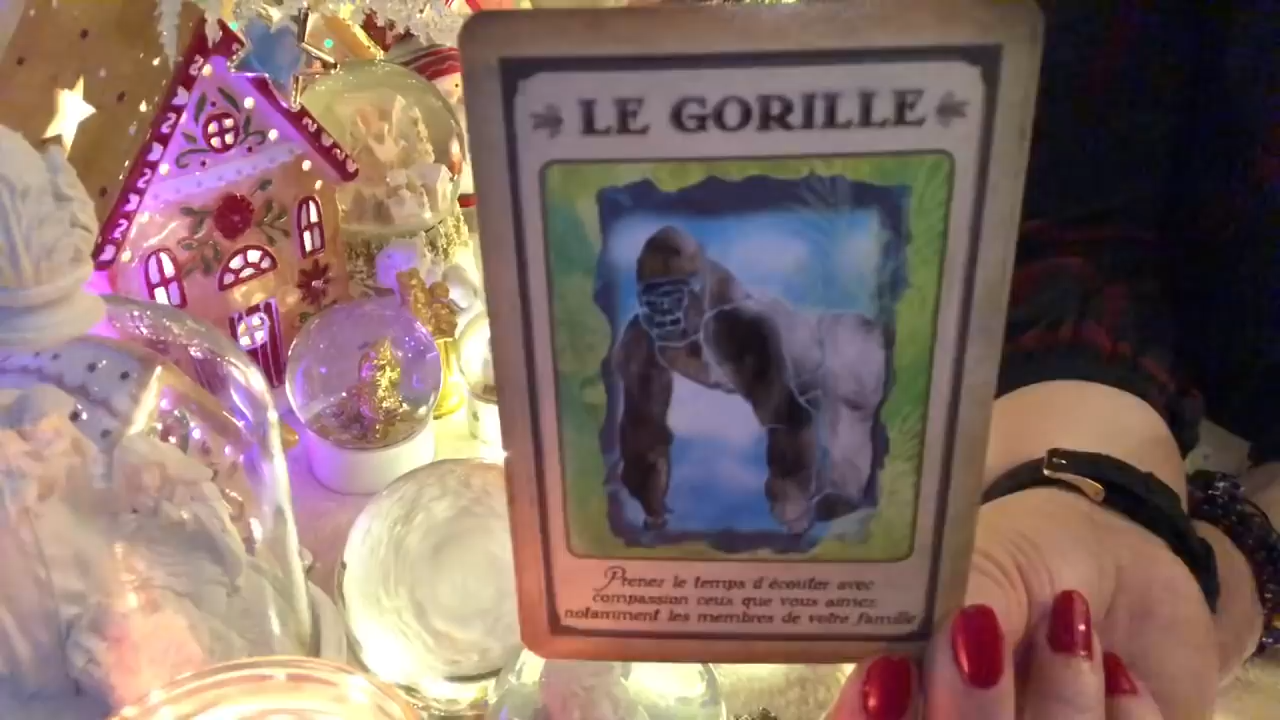 LE GORILLE
Prenez le temps d'écouter avec
compassion ceux que vous aimez
notamment les membres de votre famille